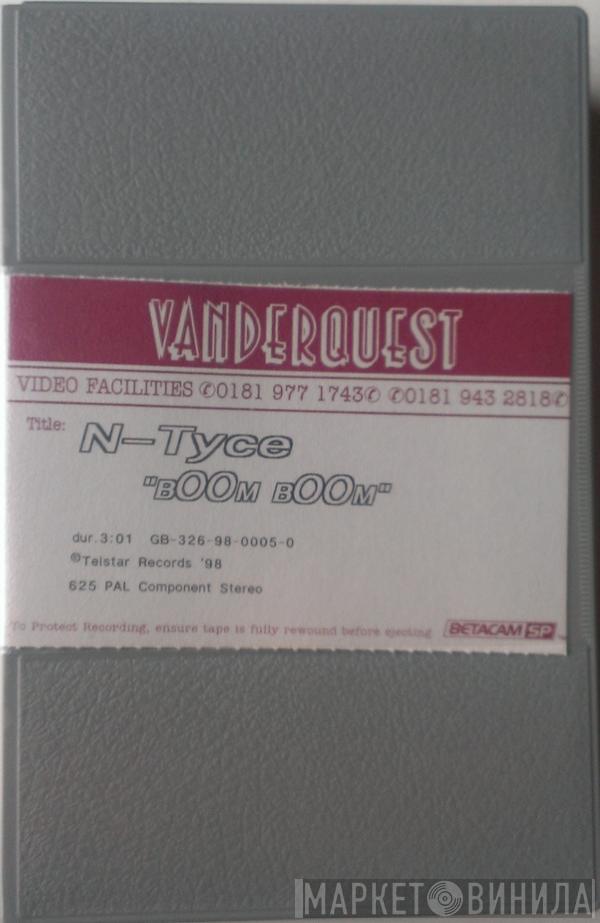 VANDERQUEST
VIDEO FACILITIES ✆0181 977 1743✆ ✆0181 943 2818✆
Title: N-Tyce
"BOOM BOOM"
dur. 3:01 GB-326-98-0005-0
©Telstar Records '98
625 PAL Component Stereo
To Protect Recording, ensure tape is fully rewound before ejecting BETACAM SP
МАРКЕТ ВИНИЛА